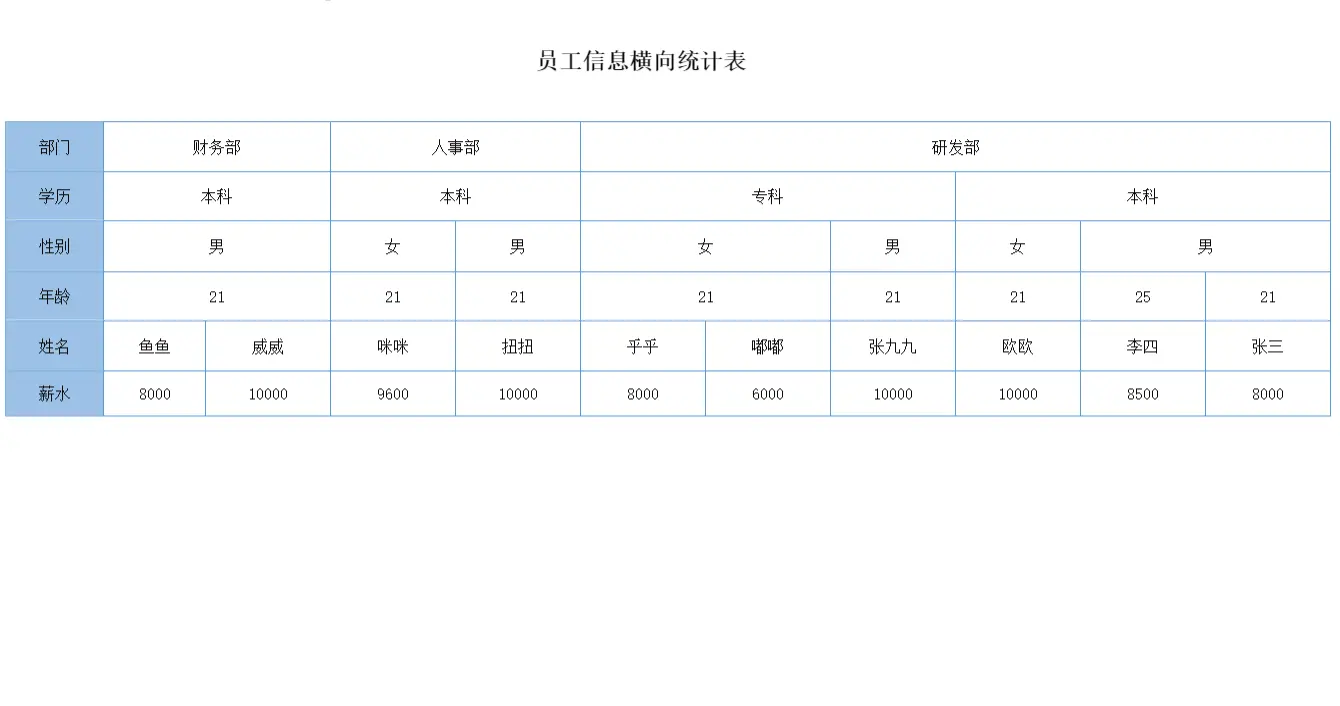 员工信息横向统计表
部门 财务部 人事部 研发部
学历 本科 本科 专科 本科
性别 男 女 男 女 男 女 男
年龄 21 21 21 21 21 21 25 21
姓名 鱼鱼 威威 咪咪 扭扭 乎乎 嘟嘟 张九九 欧欧 李四 张三
薪水 8000 10000 9600 10000 8000 6000 10000 10000 8500 8000